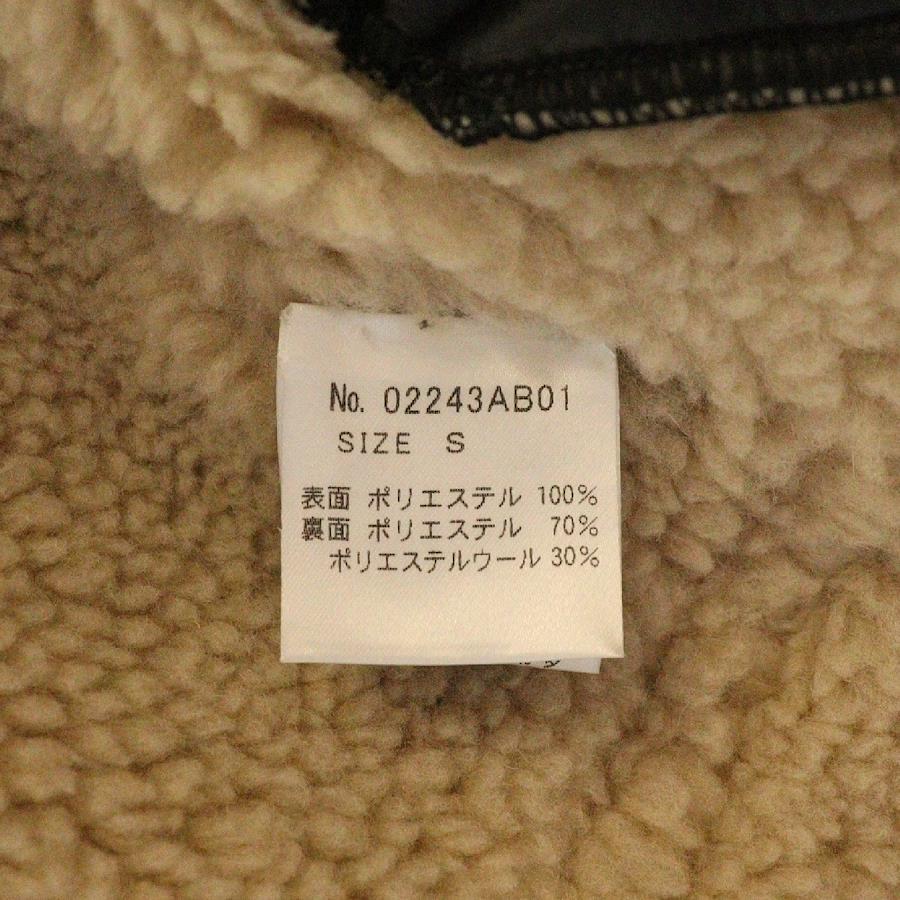 №. 02243AB01
SIZE S
表面 ポリエステル 100%
裏面 ポリエステル 70%
ポリエステルウール 30%